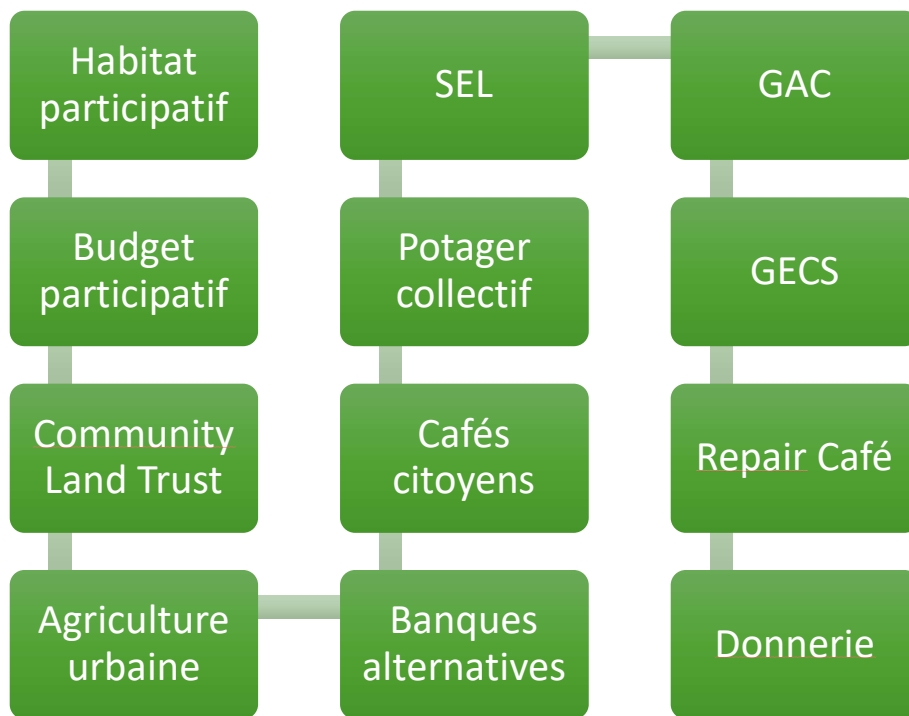 Habitat
participatif
Budget
participatif
Community
Land Trust
Agriculture
urbaine
Banques
alternatives
Cafés
citoyens
Potager
collectif
SEL
GAC
GECS
Repair Café
Donnerie